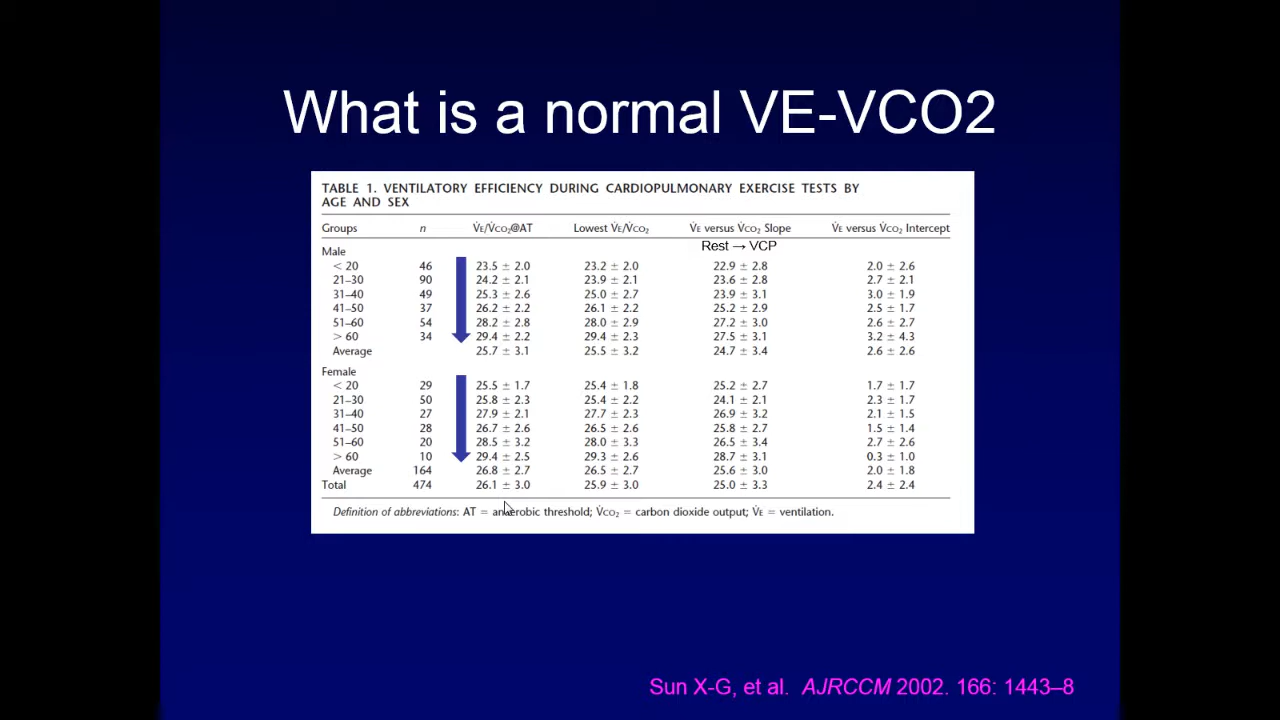 What is a normal VE-VCO2
TABLE 1. VENTILATORY EFFICIENCY DURING CARDIOPULMONARY EXERCISE TESTS BY
AGE AND SEX
Groups n V̇E/V̇CO₂@AT Lowest V̇E/V̇CO₂ V̇E versus V̇CO₂ Slope V̇E versus V̇CO₂ Intercept
Rest → VCP
Male
< 20 46 23.5 ± 2.0 23.2 ± 2.0 22.9 ± 2.8 2.0 ± 2.6
21–30 90 24.2 ± 2.1 23.9 ± 2.1 23.6 ± 2.8 2.7 ± 2.1
31–40 49 25.3 ± 2.6 25.0 ± 2.7 23.9 ± 3.1 3.0 ± 1.9
41–50 37 26.2 ± 2.2 26.1 ± 2.2 25.2 ± 2.9 2.5 ± 1.7
51–60 54 28.2 ± 2.8 28.0 ± 2.9 27.2 ± 3.0 2.6 ± 2.7
> 60 34 29.4 ± 2.2 29.4 ± 2.3 27.5 ± 3.1 3.2 ± 4.3
Average 25.7 ± 3.1 25.5 ± 3.2 24.7 ± 3.4 2.6 ± 2.6
Female
< 20 29 25.5 ± 1.7 25.4 ± 1.8 25.2 ± 2.7 1.7 ± 1.7
21–30 50 25.8 ± 2.3 25.4 ± 2.2 24.1 ± 2.1 2.3 ± 1.7
31–40 27 27.9 ± 2.1 27.7 ± 2.3 26.9 ± 3.2 2.1 ± 1.5
41–50 28 26.7 ± 2.6 26.5 ± 2.6 25.8 ± 2.7 1.5 ± 1.4
51–60 20 28.5 ± 3.2 28.0 ± 3.3 26.5 ± 3.4 2.7 ± 2.6
> 60 10 29.4 ± 2.5 29.3 ± 2.6 28.7 ± 3.1 0.3 ± 1.0
Average 164 26.8 ± 2.7 26.5 ± 2.7 25.6 ± 3.0 2.0 ± 1.8
Total 474 26.1 ± 3.0 25.9 ± 3.0 25.0 ± 3.3 2.4 ± 2.4
Definition of abbreviations: AT = anaerobic threshold; V̇CO₂ = carbon dioxide output; V̇E = ventilation.
Sun X-G, et al. AJRCCM 2002. 166: 1443–8